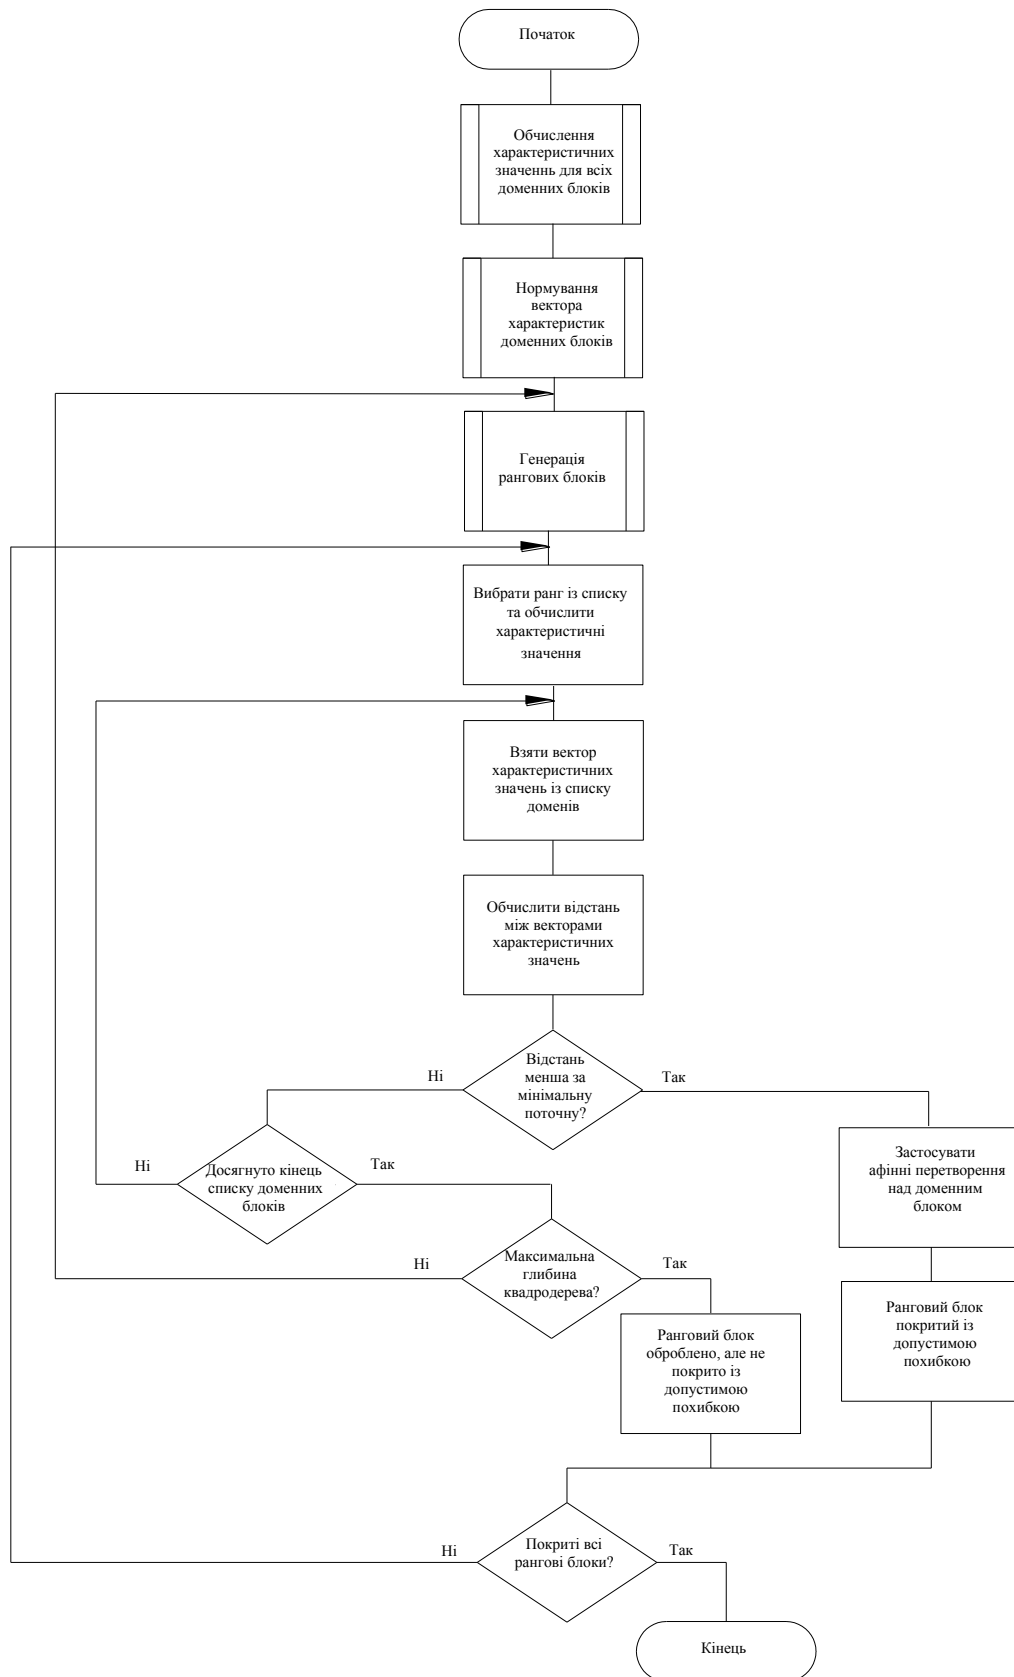 Початок
Обчислення
характеристичних
значеннь для всіх
доменних блоків
Нормування
вектора
характеристик
доменних блоків
Генерація
рангових блоків
Вибрати ранг із списку
та обчислити
характеристичні
значення
Взяти вектор
характеристичних
значень із списку
доменів
Обчислити відстань
між векторами
характеристичних
значень
Відстань
менша за
мінімальну
поточну?
Ні
Так
Застосувати
афінні перетворення
над доменним
блоком
Досягнуто кінець
списку доменних
блоків
Ні
Так
Максимальна
глибина
квадродерева?
Ні
Так
Ранговий блок
покритий із
допустимою
похибкою
Ранговий блок
оброблено, але не
покрито із
допустимою
похибкою
Покриті всі
рангові блоки?
Ні
Так
Кінець